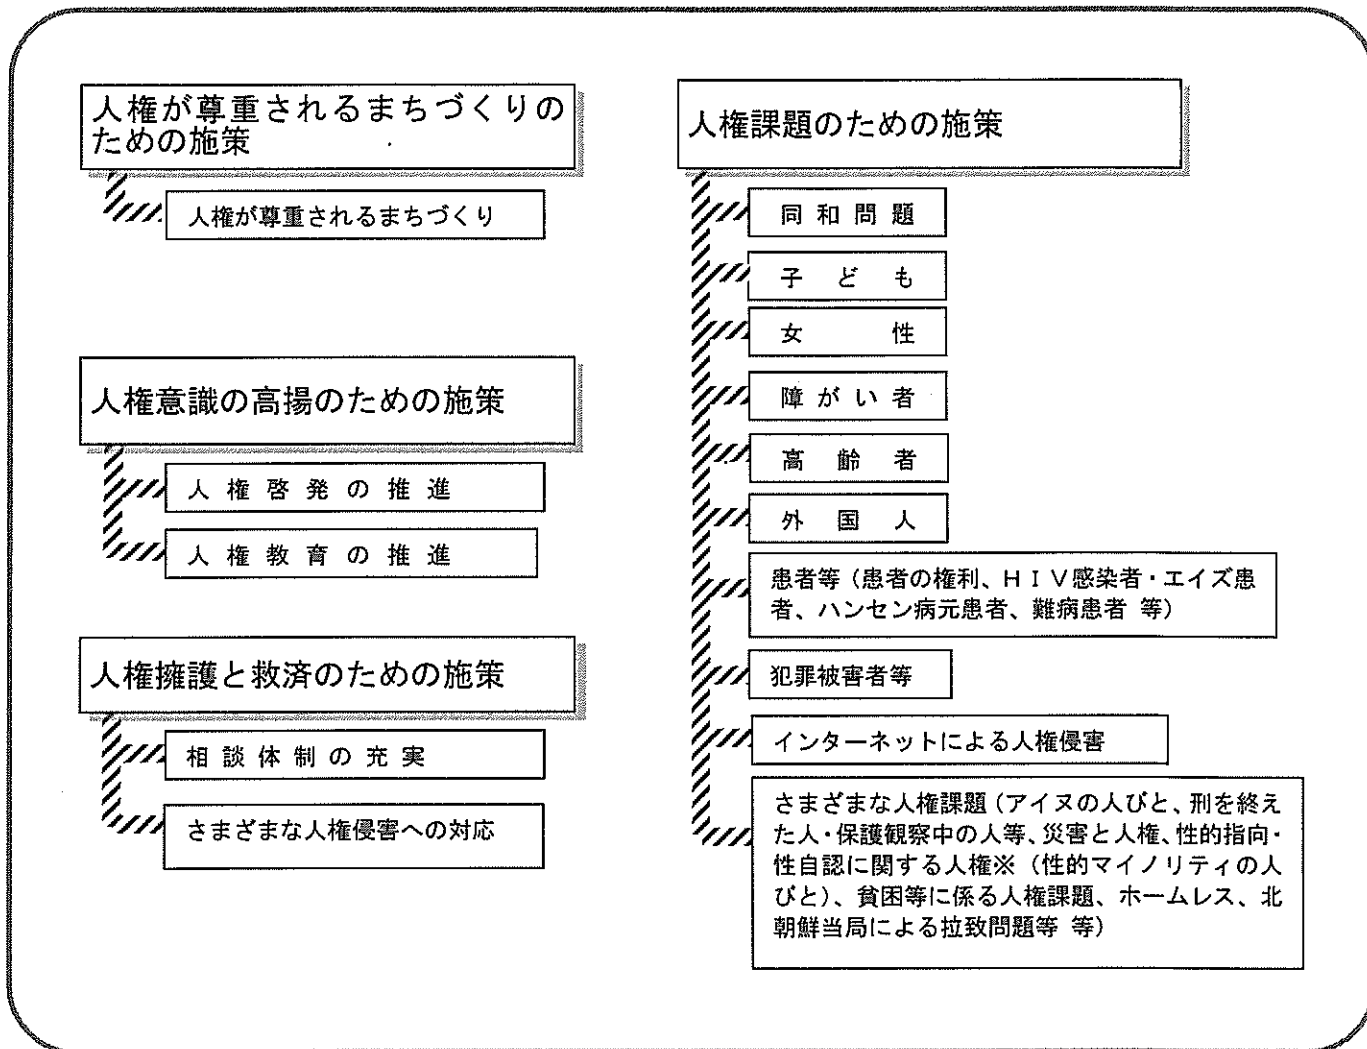 人権が尊重されるまちづくりの
ための施策
人権が尊重されるまちづくり
人権意識の高揚のための施策
人権啓発の推進
人権教育の推進
人権擁護と救済のための施策
相談体制の充実
さまざまな人権侵害への対応
人権課題のための施策
同和問題
子ども
女性
障がい者
高齢者
外国人
患者等（患者の権利、ＨＩＶ感染者・エイズ患
者、ハンセン病元患者、難病患者 等）
犯罪被害者等
インターネットによる人権侵害
さまざまな人権課題（アイヌの人びと、刑を終え
た人・保護観察中の人等、災害と人権、性的指向・
性自認に関する人権※（性的マイノリティの人
びと）、貧困等に係る人権課題、ホームレス、北
朝鮮当局による拉致問題等 等）